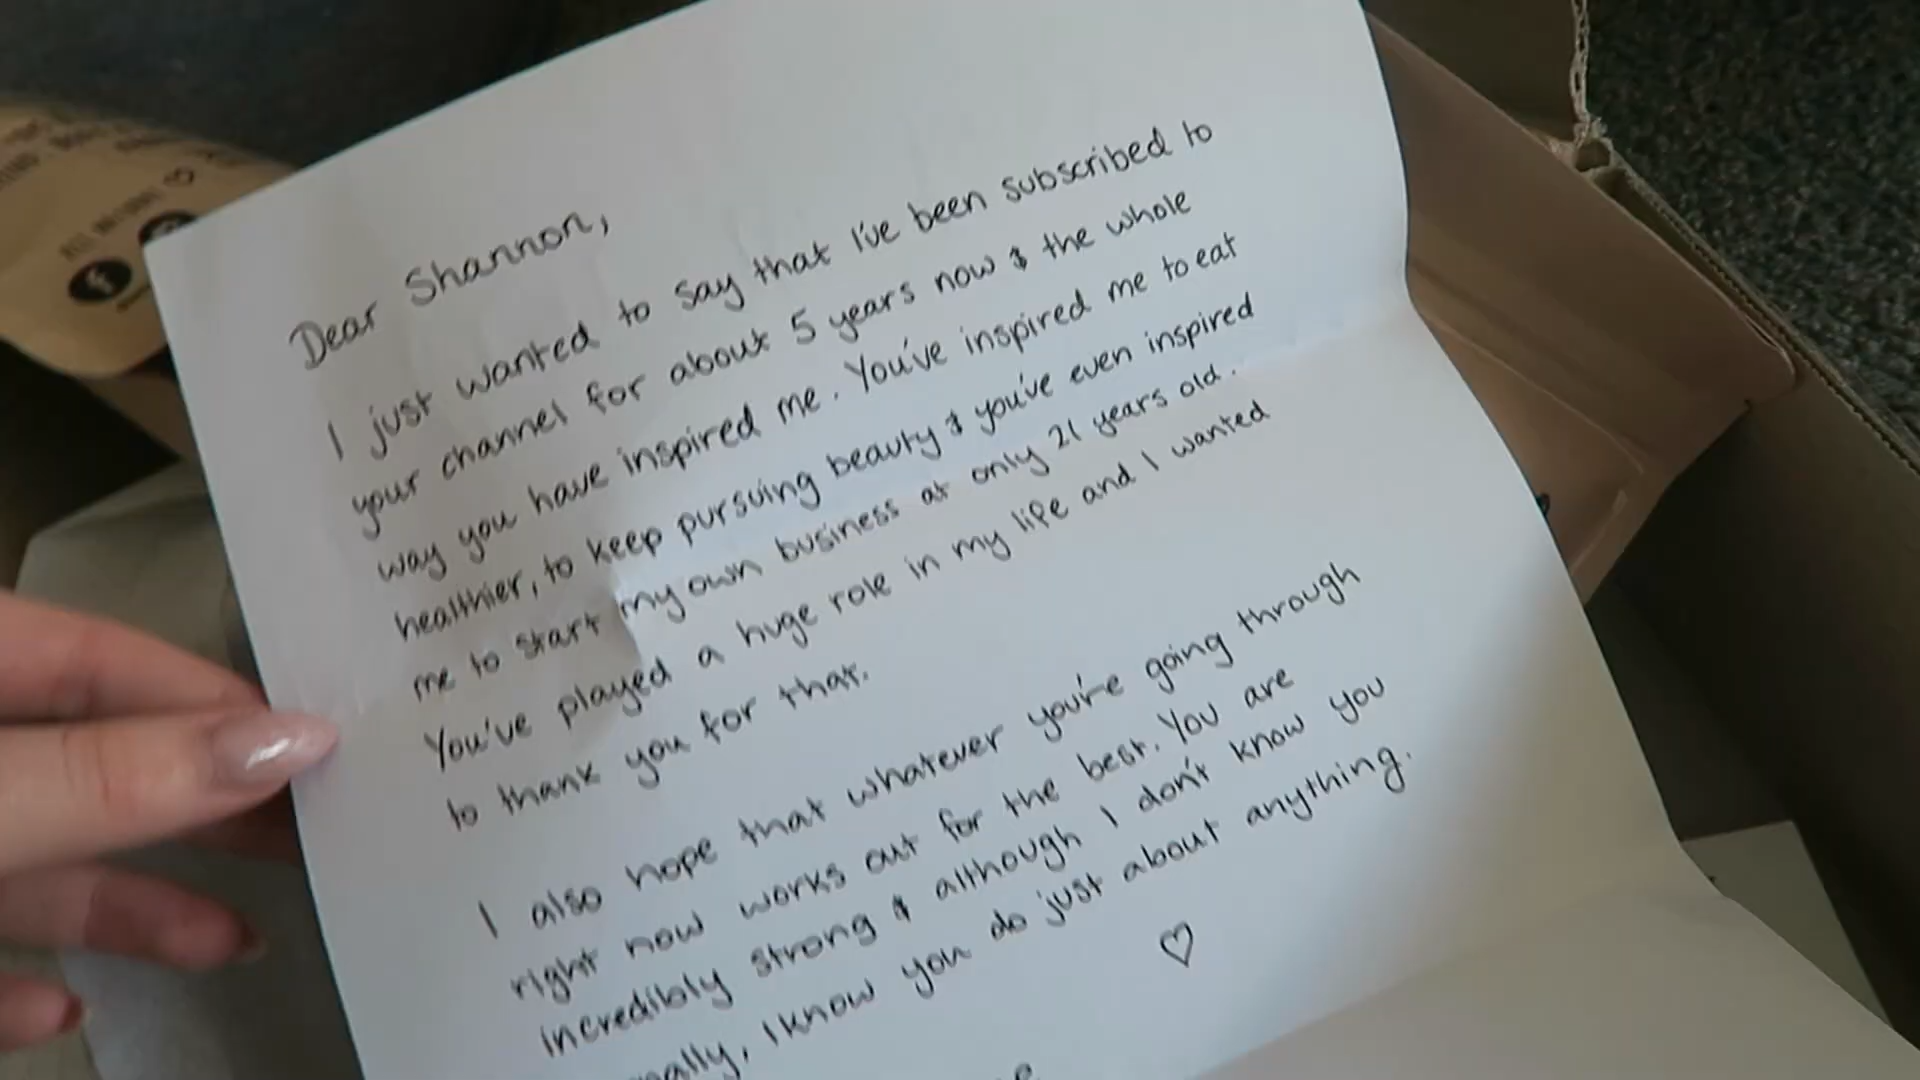 Dear Shannon,
I just wanted to say that I've been subscribed to
your channel for about 5 years now & the whole
way you have inspired me. You've inspired me to eat
healthier, to keep pursuing beauty & you've even inspired
me to start my own business at only 21 years old.
You've played a huge role in my life and I wanted
to thank you for that.
I also hope that whatever you're going through
right now works out for the best. You are
incredibly strong & although I don't know you
nally, I know you do just about anything.
♡